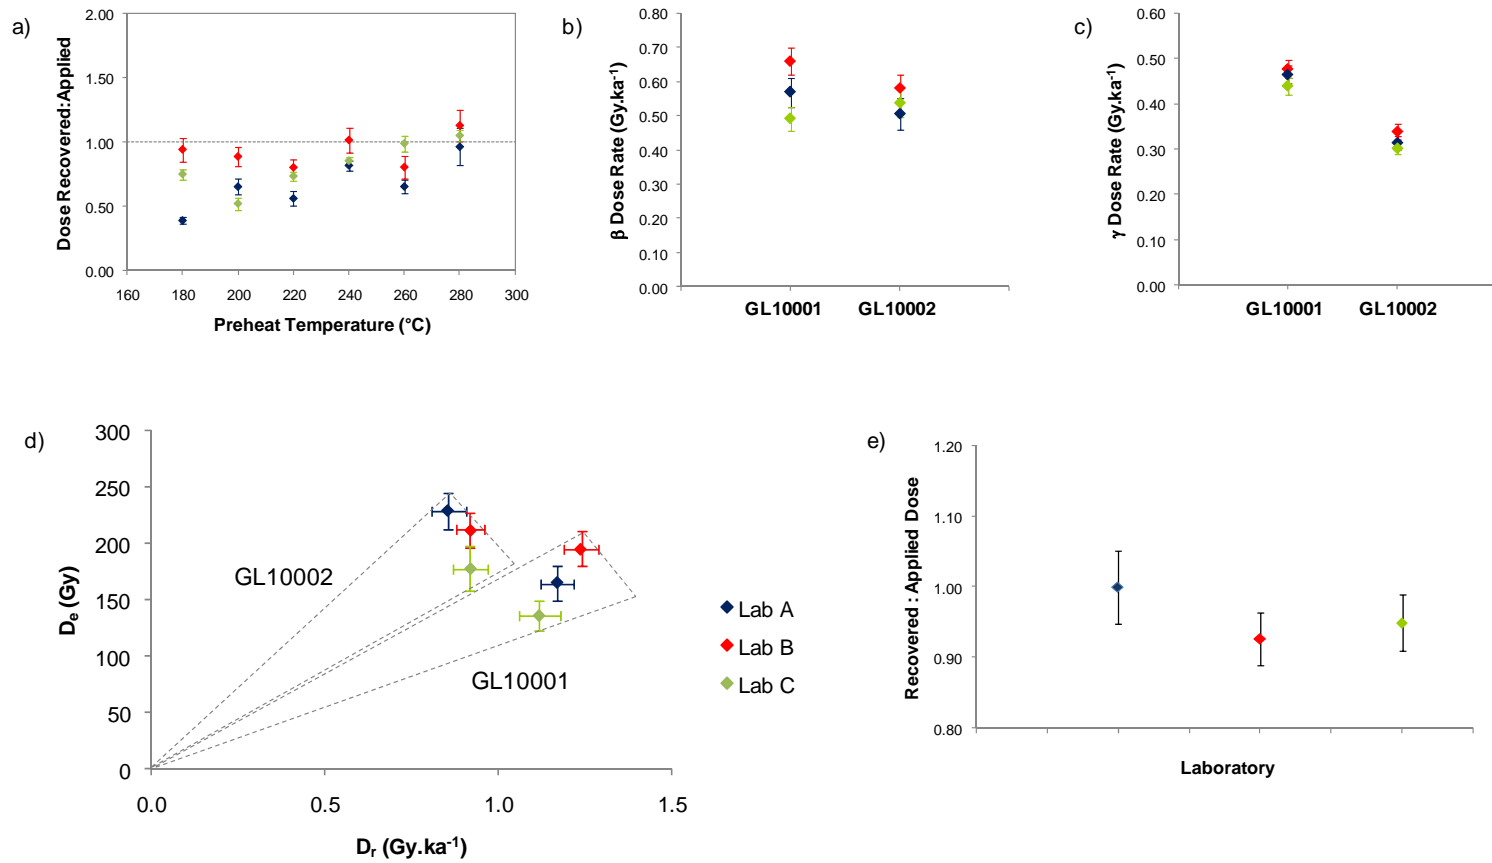 a)
2.00
1.50
1.00
0.50
0.00
160 180 200 220 240 260 280 300
Dose Recovered:Applied
Preheat Temperature (°C)
b)
0.80
0.70
0.60
0.50
0.40
0.30
0.20
0.10
0.00
β Dose Rate (Gy.ka⁻¹)
GL10001 GL10002
c)
0.60
0.50
0.40
0.30
0.20
0.10
0.00
γ Dose Rate (Gy.ka⁻¹)
GL10001 GL10002
d)
300
250
200
150
100
50
0
Dₑ (Gy)
GL10002
GL10001
0.0 0.5 1.0 1.5
Dᵣ (Gy.ka⁻¹)
Lab A
Lab B
Lab C
e)
1.20
1.10
1.00
0.90
0.80
Recovered : Applied Dose
Laboratory